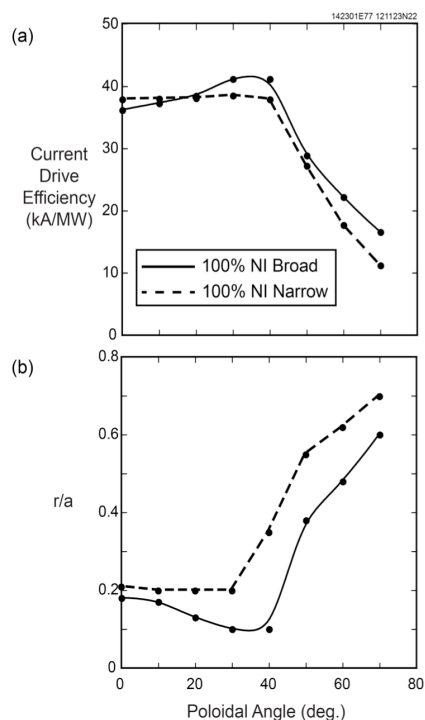 142301E77 121123N22
(a)
50
40
30
20
10
0
Current
Drive
Efficiency
(kA/MW)
100% NI Broad
100% NI Narrow
(b)
0.8
0.6
0.4
0.2
0
r/a
0 20 40 60 80
Poloidal Angle (deg.)